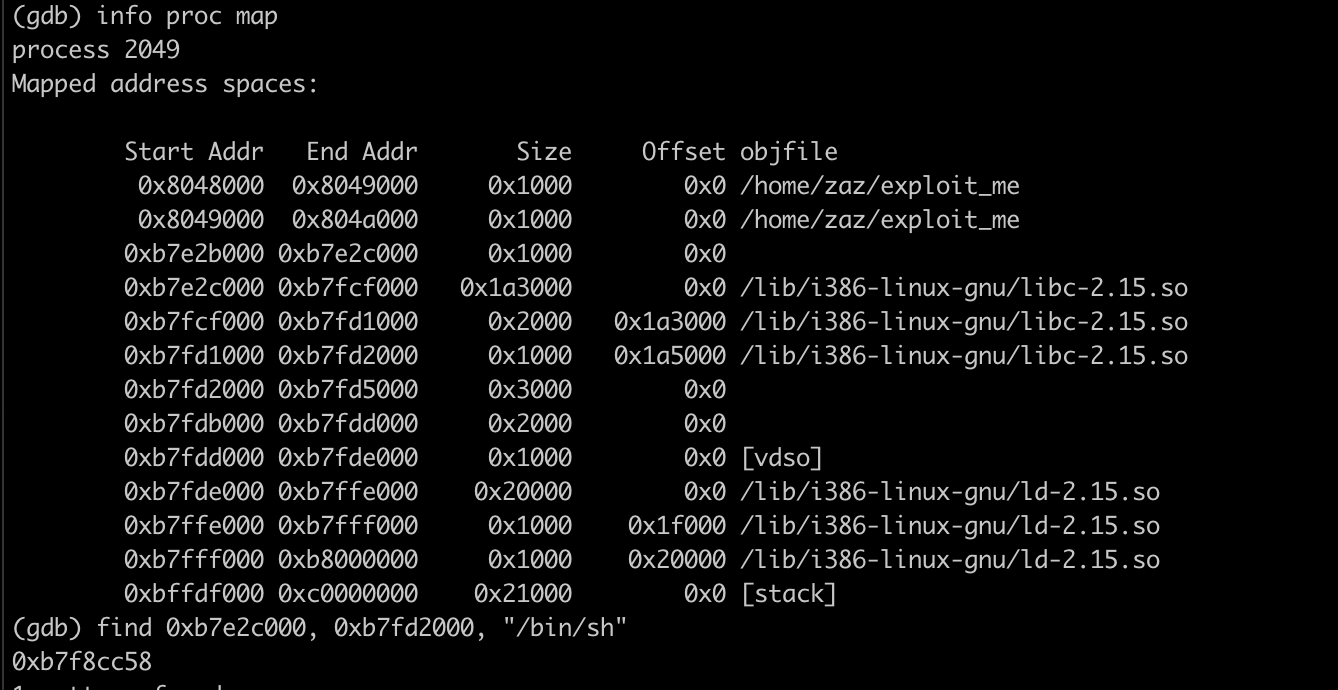 (gdb) info proc map
process 2049
Mapped address spaces:
Start Addr End Addr Size Offset objfile
0x8048000 0x8049000 0x1000 0x0 /home/zaz/exploit_me
0x8049000 0x804a000 0x1000 0x0 /home/zaz/exploit_me
0xb7e2b000 0xb7e2c000 0x1000 0x0
0xb7e2c000 0xb7fcf000 0x1a3000 0x0 /lib/i386-linux-gnu/libc-2.15.so
0xb7fcf000 0xb7fd1000 0x2000 0x1a3000 /lib/i386-linux-gnu/libc-2.15.so
0xb7fd1000 0xb7fd2000 0x1000 0x1a5000 /lib/i386-linux-gnu/libc-2.15.so
0xb7fd2000 0xb7fd5000 0x3000 0x0
0xb7fdb000 0xb7fdd000 0x2000 0x0
0xb7fdd000 0xb7fde000 0x1000 0x0 [vdso]
0xb7fde000 0xb7ffe000 0x20000 0x0 /lib/i386-linux-gnu/ld-2.15.so
0xb7ffe000 0xb7fff000 0x1000 0x1f000 /lib/i386-linux-gnu/ld-2.15.so
0xb7fff000 0xb8000000 0x1000 0x20000 /lib/i386-linux-gnu/ld-2.15.so
0xbffdf000 0xc0000000 0x21000 0x0 [stack]
(gdb) find 0xb7e2c000, 0xb7fd2000, "/bin/sh"
0xb7f8cc58